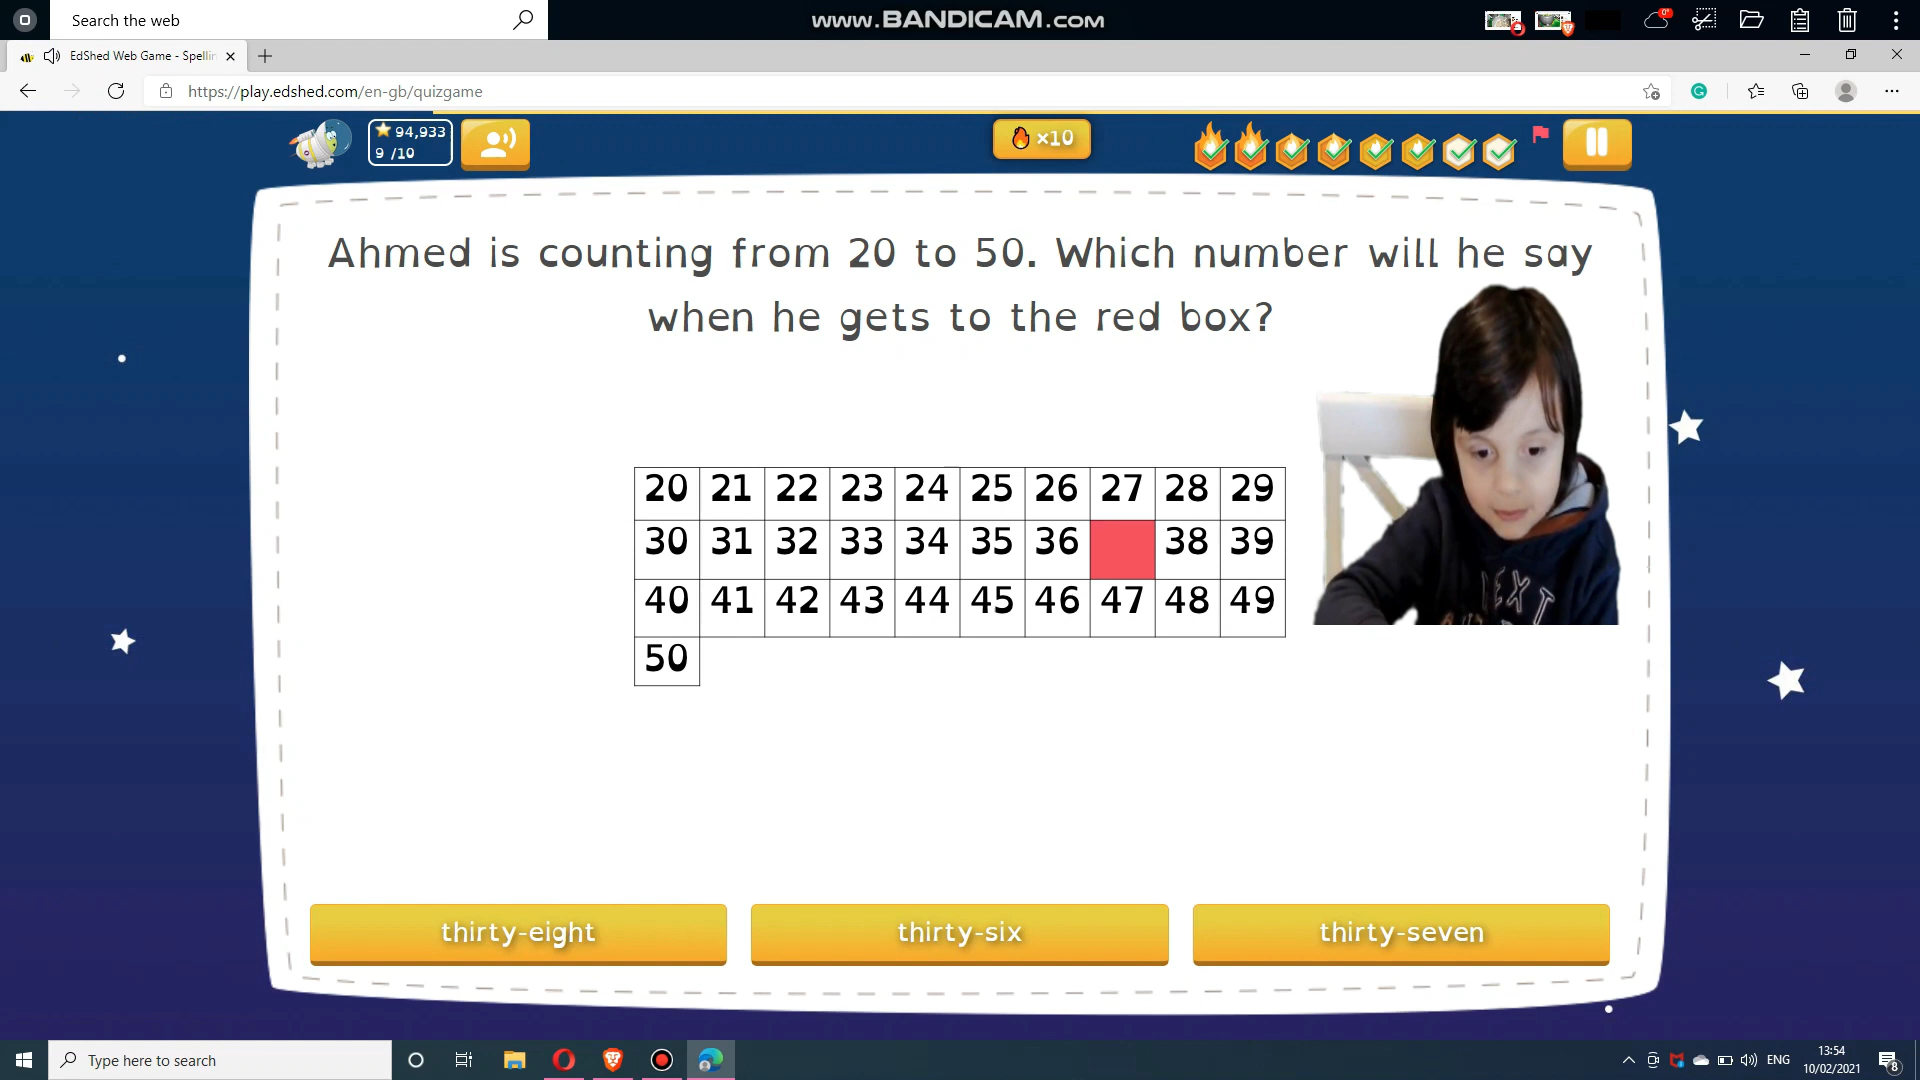 Search the web
www.BANDICAM.com
EdShed Web Game - Spellin
https://play.edshed.com/en-gb/quizgame
94,933
9 /10
×10
Ahmed is counting from 20 to 50. Which number will he say
when he gets to the red box?
20 21 22 23 24 25 26 27 28 29
30 31 32 33 34 35 36 38 39
40 41 42 43 44 45 46 47 48 49
50
thirty-eight thirty-six thirty-seven
Type here to search
ENG
13:54
10/02/2021
8